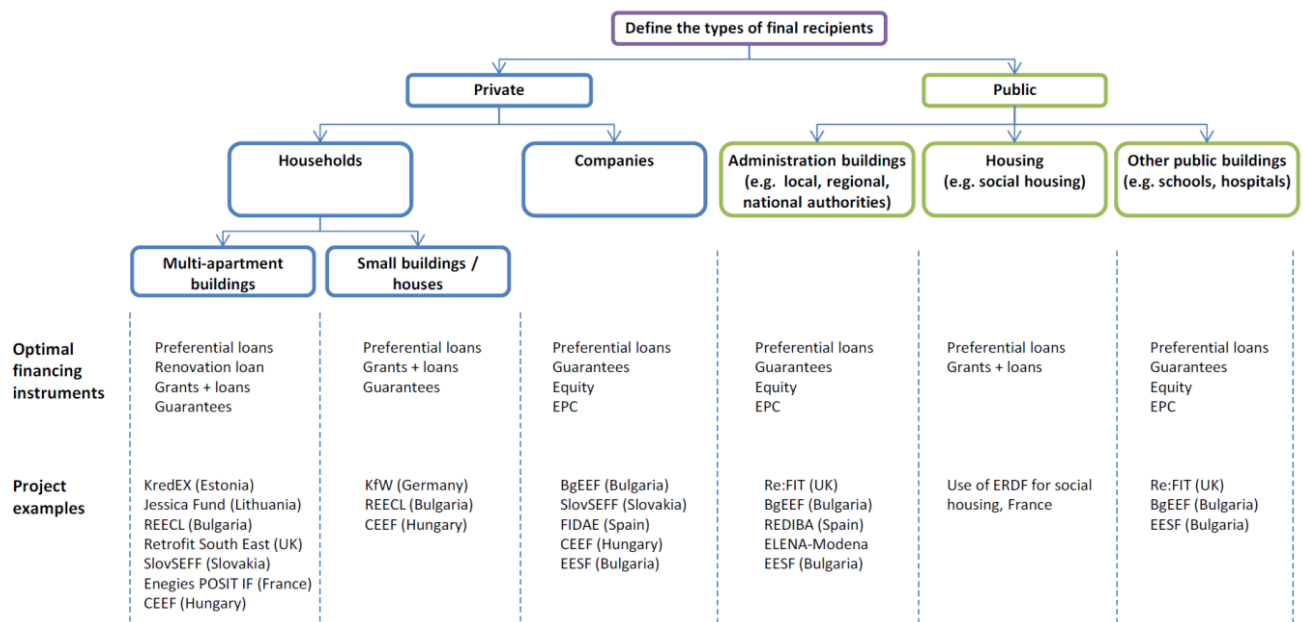 Define the types of final recipients
Private
Public
Households
Companies
Administration buildings
(e.g. local, regional,
national authorities)
Housing
(e.g. social housing)
Other public buildings
(e.g. schools, hospitals)
Multi-apartment
buildings
Small buildings /
houses
Optimal
financing
instruments
Preferential loans
Renovation loan
Grants + loans
Guarantees
Preferential loans
Grants + loans
Guarantees
Preferential loans
Guarantees
Equity
EPC
Preferential loans
Guarantees
Equity
EPC
Preferential loans
Grants + loans
Preferential loans
Guarantees
Equity
EPC
Project
examples
KredEX (Estonia)
Jessica Fund (Lithuania)
REECL (Bulgaria)
Retrofit South East (UK)
SlovSEFF (Slovakia)
Enegies POSIT IF (France)
CEEF (Hungary)
KfW (Germany)
REECL (Bulgaria)
CEEF (Hungary)
BgEEF (Bulgaria)
SlovSEFF (Slovakia)
FIDAE (Spain)
CEEF (Hungary)
EESF (Bulgaria)
Re:FIT (UK)
BgEEF (Bulgaria)
REDIBA (Spain)
ELENA-Modena
EESF (Bulgaria)
Use of ERDF for social
housing, France
Re:FIT (UK)
BgEEF (Bulgaria)
EESF (Bulgaria)